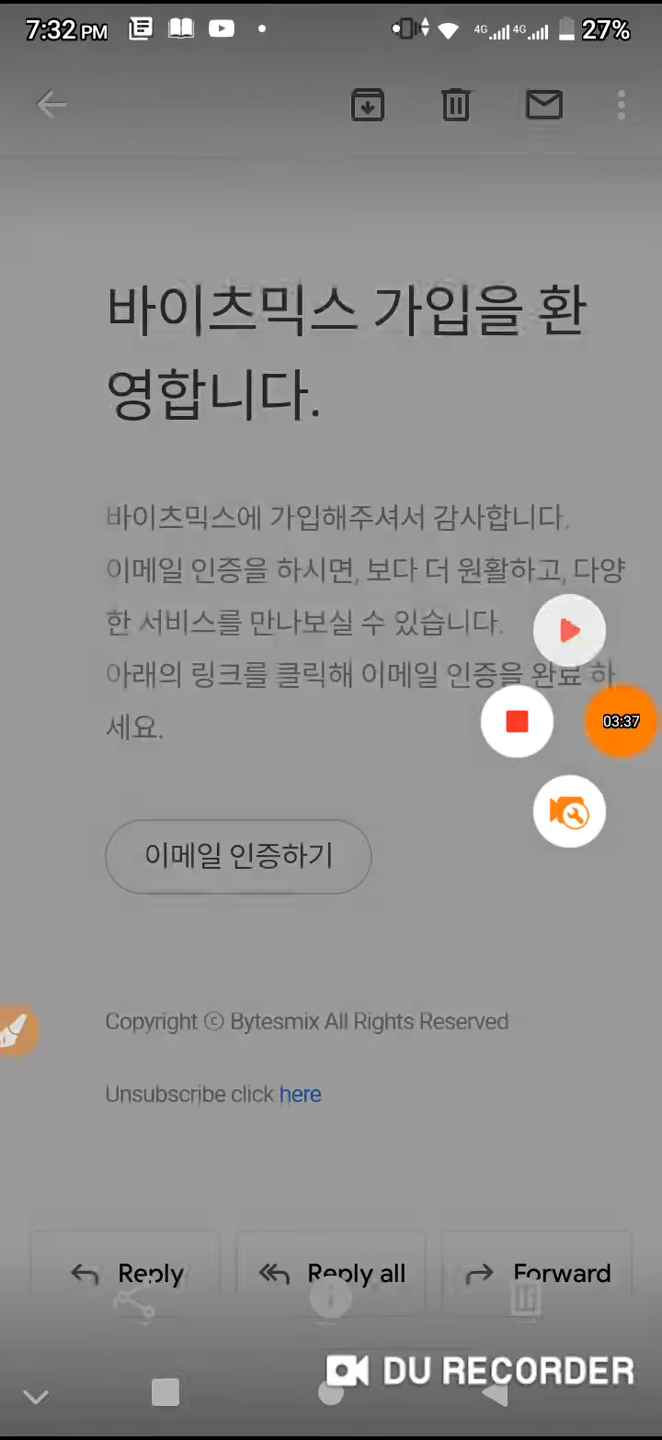 7:32 PM
4G 4G 27%
바이츠믹스 가입을 환
영합니다.
바이츠믹스에 가입해주셔서 감사합니다.
이메일 인증을 하시면, 보다 더 원활하고, 다양
한 서비스를 만나보실 수 있습니다.
아래의 링크를 클릭해 이메일 인증을 완료 하
세요.
03:37
이메일 인증하기
Copyright ⓒ Bytesmix All Rights Reserved
Unsubscribe click here
Reply Reply all Forward
DU RECORDER